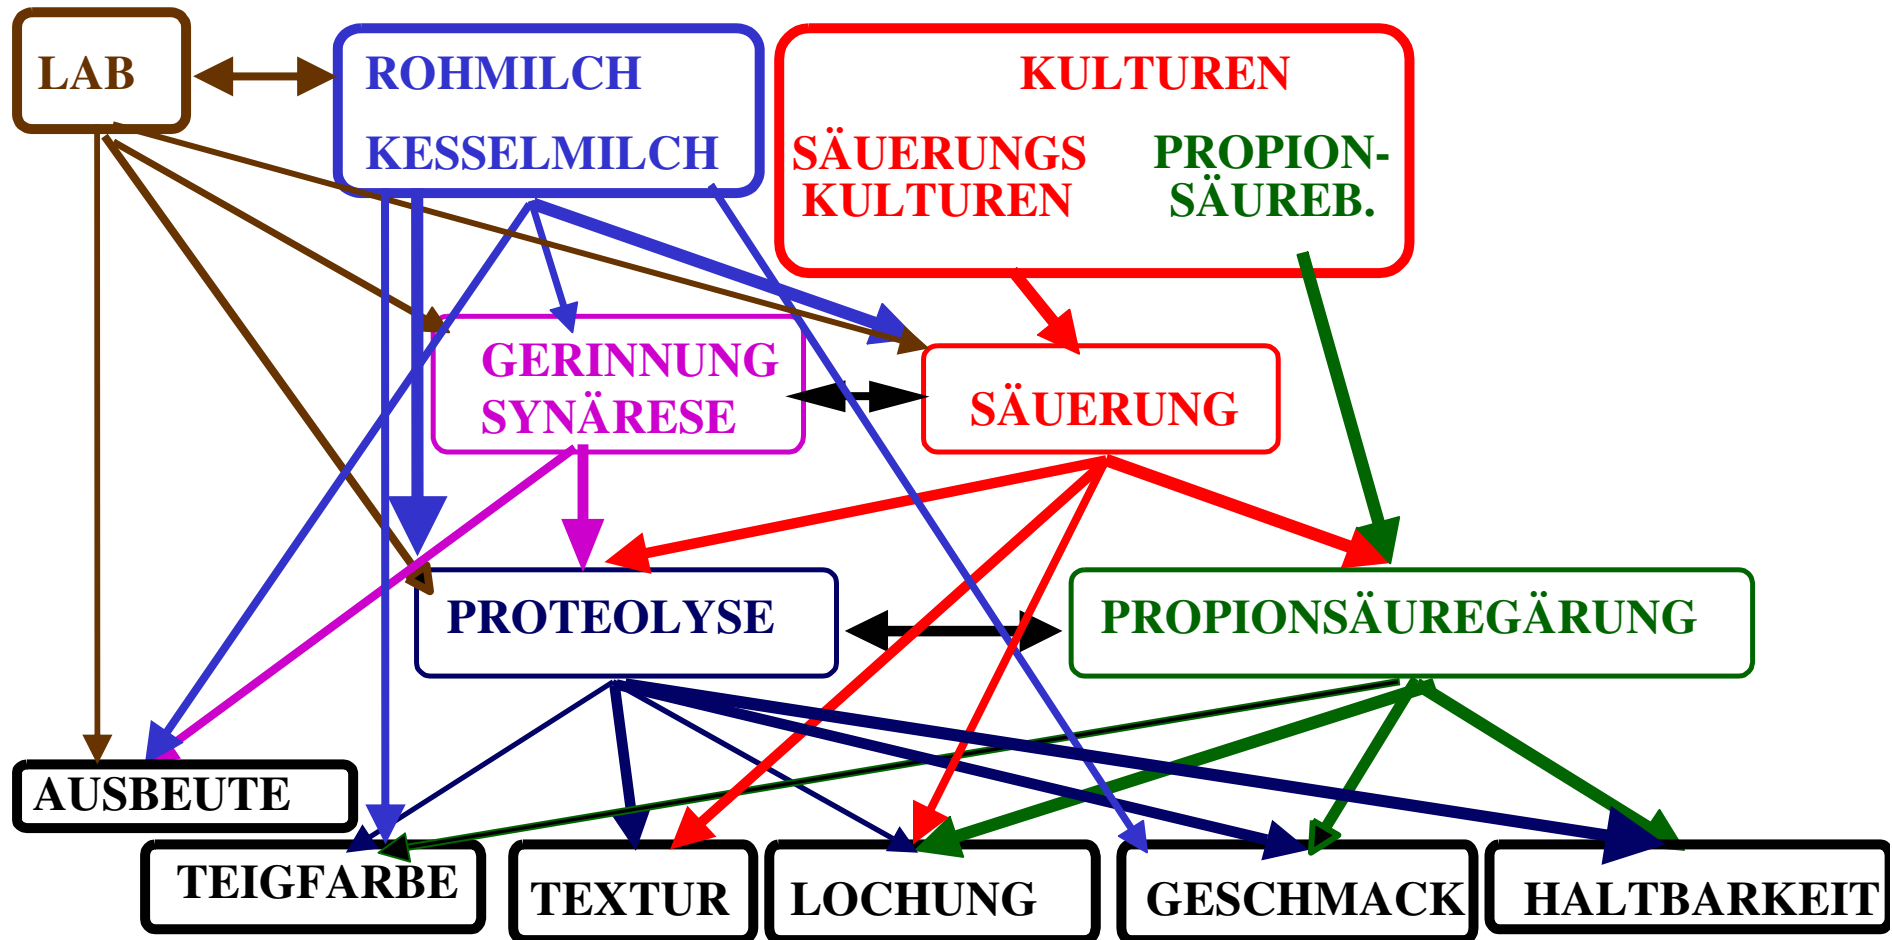 LAB
ROHMILCH
KESSELMILCH
KULTUREN
SÄUERUNGS
KULTUREN
PROPION-
SÄUREB.
GERINNUNG
SYNÄRESE
SÄUERUNG
PROTEOLYSE
PROPIONSÄUREGÄRUNG
AUSBEUTE
TEIGFARBE
TEXTUR
LOCHUNG
GESCHMACK
HALTBARKEIT